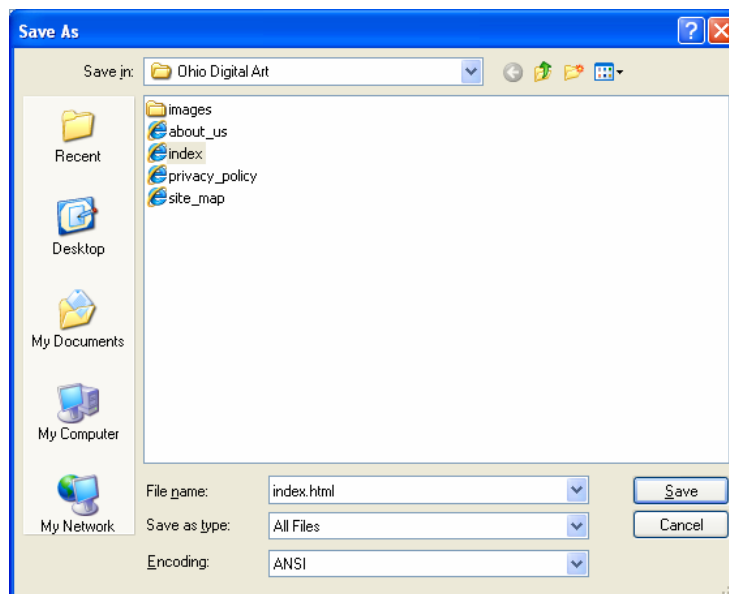 Save As
Save in: Ohio Digital Art
images
about_us
index
privacy_policy
site_map
Recent
Desktop
My Documents
My Computer
My Network
File name: index.html Save
Save as type: All Files Cancel
Encoding: ANSI